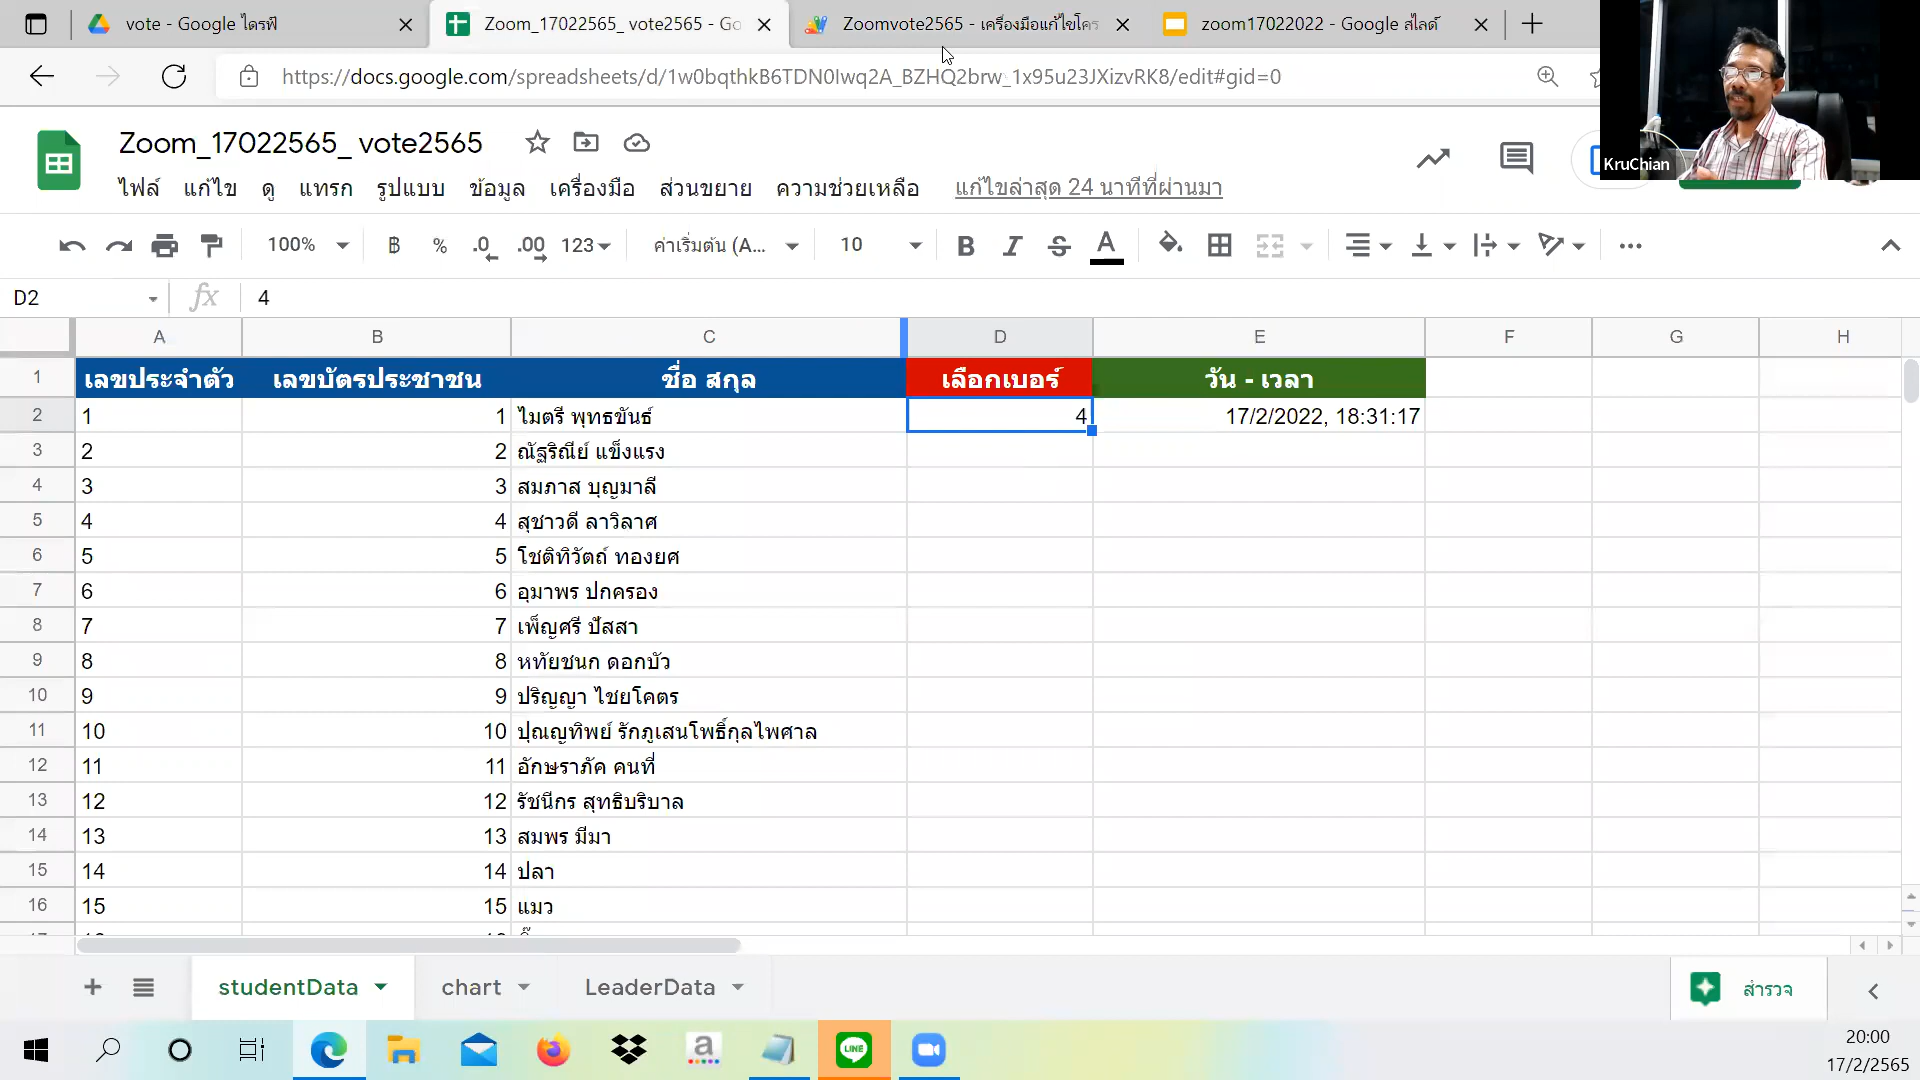 vote - Google ไดรฟ์
Zoom_17022565_ vote2565 - Go
Zoomvote2565 - เครื่องมือแก้ไขโคร
zoom17022022 - Google สไลด์
https://docs.google.com/spreadsheets/d/1w0bqthkB6TDN0Iwq2A_BZHQ2brw_1x95u23JXizvRK8/edit#gid=0
KruChian
Zoom_17022565_ vote2565
ไฟล์ แก้ไข ดู แทรก รูปแบบ ข้อมูล เครื่องมือ ส่วนขยาย ความช่วยเหลือ แก้ไขล่าสุด 24 นาทีที่ผ่านมา
100% ฿ % .0 .00 123 ค่าเริ่มต้น (A... 10 B I S A
D2 fx 4
A B C D E F G H
1 เลขประจำตัว เลขบัตรประชาชน ชื่อ สกุล เลือกเบอร์ วัน - เวลา
2 1 1 ไมตรี พุทธขันธ์ 4 17/2/2022, 18:31:17
3 2 2 ณัฐริณีย์ แข็งแรง
4 3 3 สมภาส บุญมาลี
5 4 4 สุชาวดี ลาวิลาศ
6 5 5 โชติทิวัตถ์ ทองยศ
7 6 6 อุมาพร ปกครอง
8 7 7 เพ็ญศรี ปัสสา
9 8 8 หทัยชนก ดอกบัว
10 9 9 ปริญญา ไชยโคตร
11 10 10 ปุณญทิพย์ รักภูเสนโพธิ์กุลไพศาล
12 11 11 อักษราภัค คนที่
13 12 12 รัชนีกร สุทธิบริบาล
14 13 13 สมพร มีมา
15 14 14 ปลา
16 15 15 แมว
studentData chart LeaderData สำรวจ
a LINE
20:00
17/2/2565